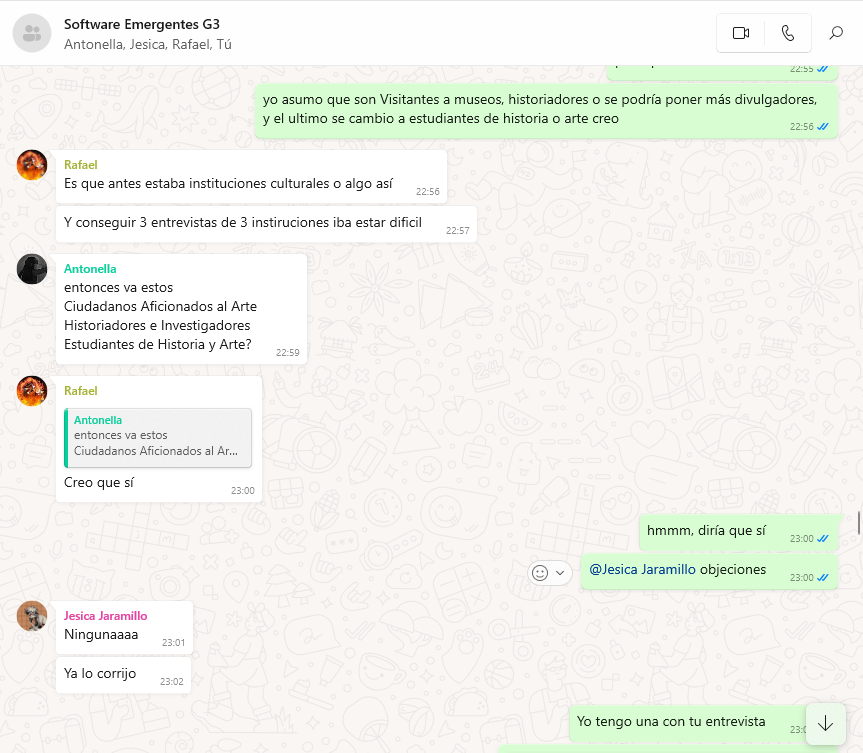 Software Emergentes G3
Antonella, Jesica, Rafael, Tú
22:55
yo asumo que son Visitantes a museos, historiadores o se podría poner más divulgadores,
y el ultimo se cambio a estudiantes de historia o arte creo
22:56
Rafael
Es que antes estaba instituciones culturales o algo así
22:56
Y conseguir 3 entrevistas de 3 instiruciones iba estar dificil
22:57
Antonella
entonces va estos
Ciudadanos Aficionados al Arte
Historiadores e Investigadores
Estudiantes de Historia y Arte?
22:59
Rafael
Antonella
entonces va estos
Ciudadanos Aficionados al Ar...
Creo que sí
23:00
hmmm, diría que sí
23:00
@Jesica Jaramillo objeciones
23:00
Jesica Jaramillo
Ningunaaaa
23:01
Ya lo corrijo
23:02
Yo tengo una con tu entrevista